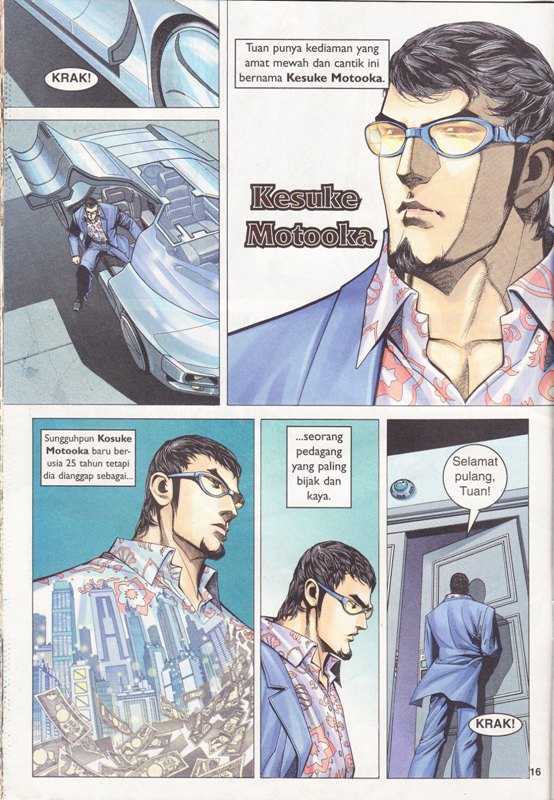 KRAK!
Tuan punya kediaman yang
amat mewah dan cantik ini
bernama Kesuke Motooka.
Kesuke
Motooka
Sungguhpun Kosuke
Motooka baru ber-
usia 25 tahun tetapi
dia dianggap sebagai...
...seorang
pedagang
yang paling
bijak dan
kaya.
Selamat
pulang,
Tuan!
KRAK!
16